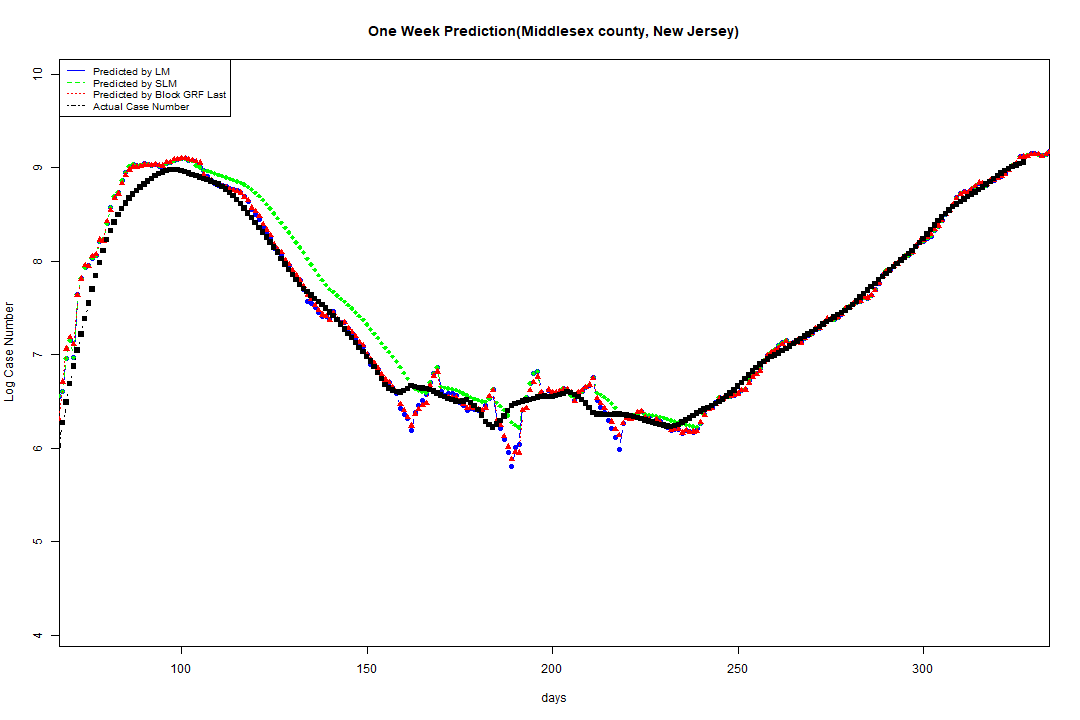 One Week Prediction(Middlesex county, New Jersey)
Predicted by LM
Predicted by SLM
Predicted by Block GRF Last
Actual Case Number
10
9
8
7
6
5
4
Log Case Number
100 150 200 250 300
days